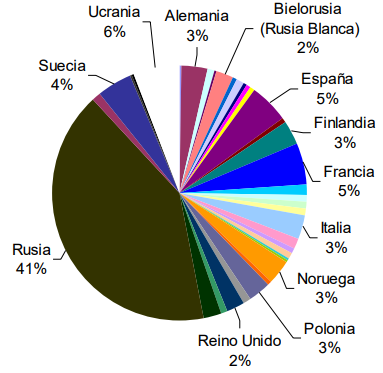 Ucrania
6%
Alemania
3%
Bielorusia
(Rusia Blanca)
2%
Suecia
4%
España
5%
Finlandia
3%
Francia
5%
Italia
3%
Rusia
41%
Noruega
3%
Polonia
3%
Reino Unido
2%